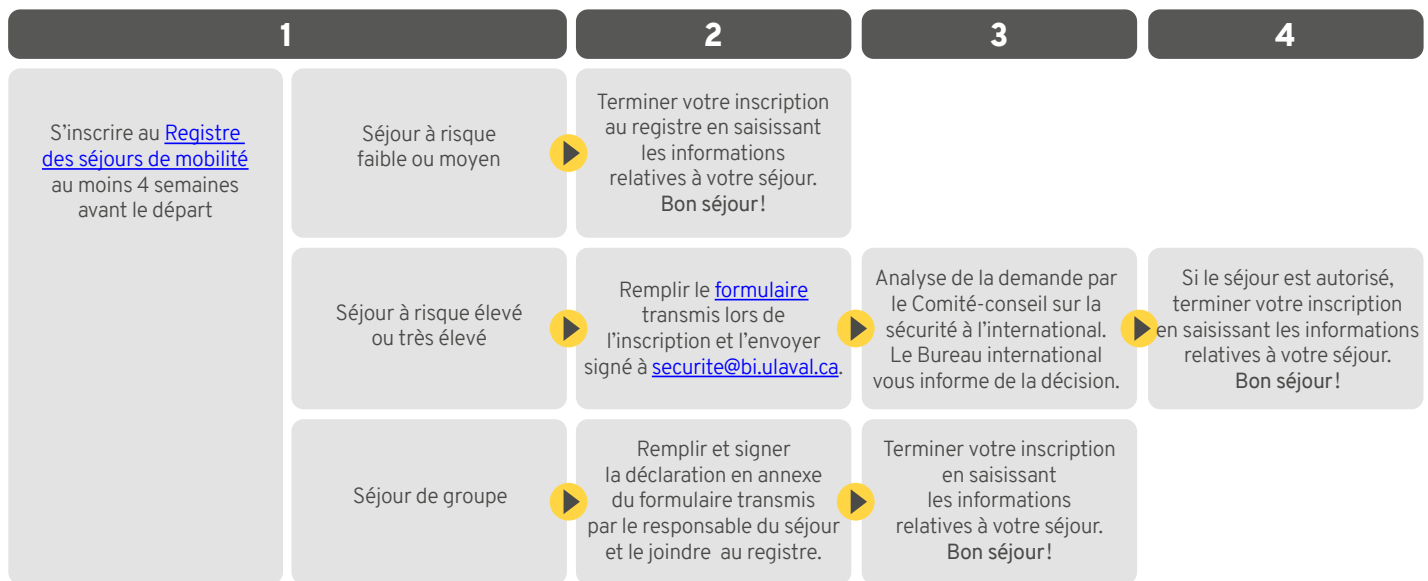 1
2
3
4
S’inscrire au Registre
des séjours de mobilité
au moins 4 semaines
avant le départ
Séjour à risque
faible ou moyen
Terminer votre inscription
au registre en saisissant
les informations
relatives à votre séjour.
Bon séjour !
Séjour à risque élevé
ou très élevé
Remplir le formulaire
transmis lors de
l’inscription et l’envoyer
signé à securite@bi.ulaval.ca.
Analyse de la demande par
le Comité-conseil sur la
sécurité à l’international.
Le Bureau international
vous informe de la décision.
Si le séjour est autorisé,
terminer votre inscription
en saisissant les informations
relatives à votre séjour.
Bon séjour !
Séjour de groupe
Remplir et signer
la déclaration en annexe
du formulaire transmis
par le responsable du séjour
et le joindre au registre.
Terminer votre inscription
en saisissant
les informations
relatives à votre séjour.
Bon séjour !